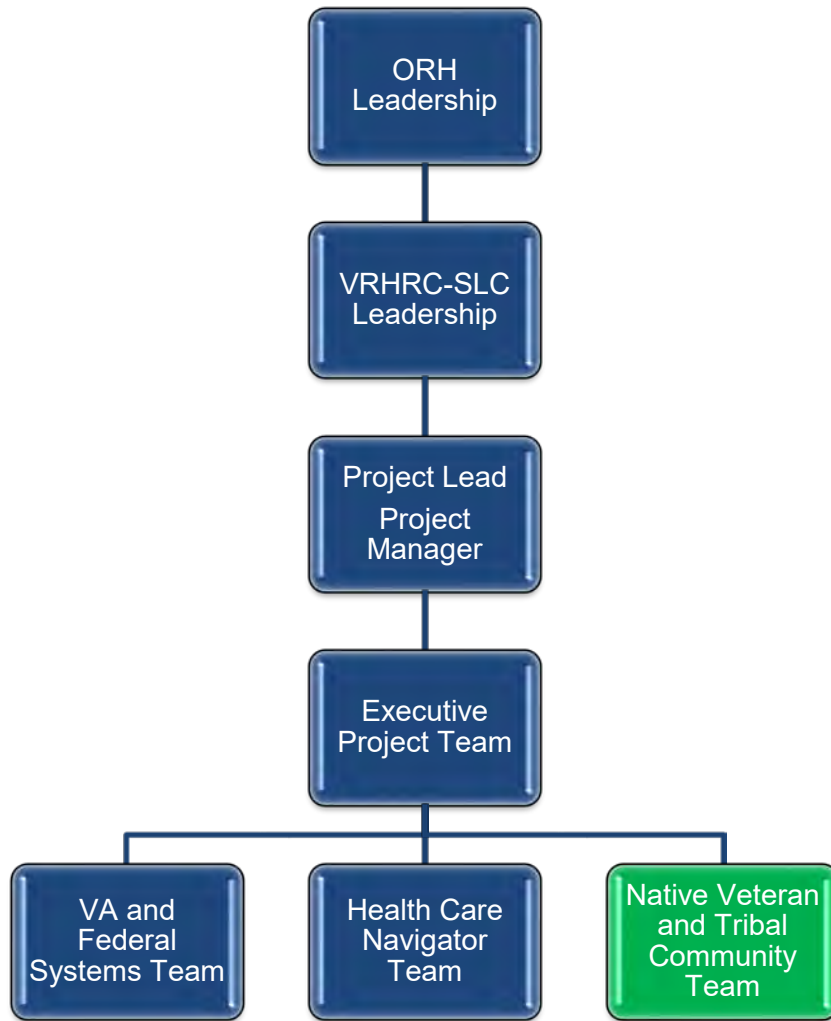 ORH
Leadership
VRHRC-SLC
Leadership
Project Lead
Project
Manager
Executive
Project Team
VA and
Federal
Systems Team
Health Care
Navigator
Team
Native Veteran
and Tribal
Community
Team